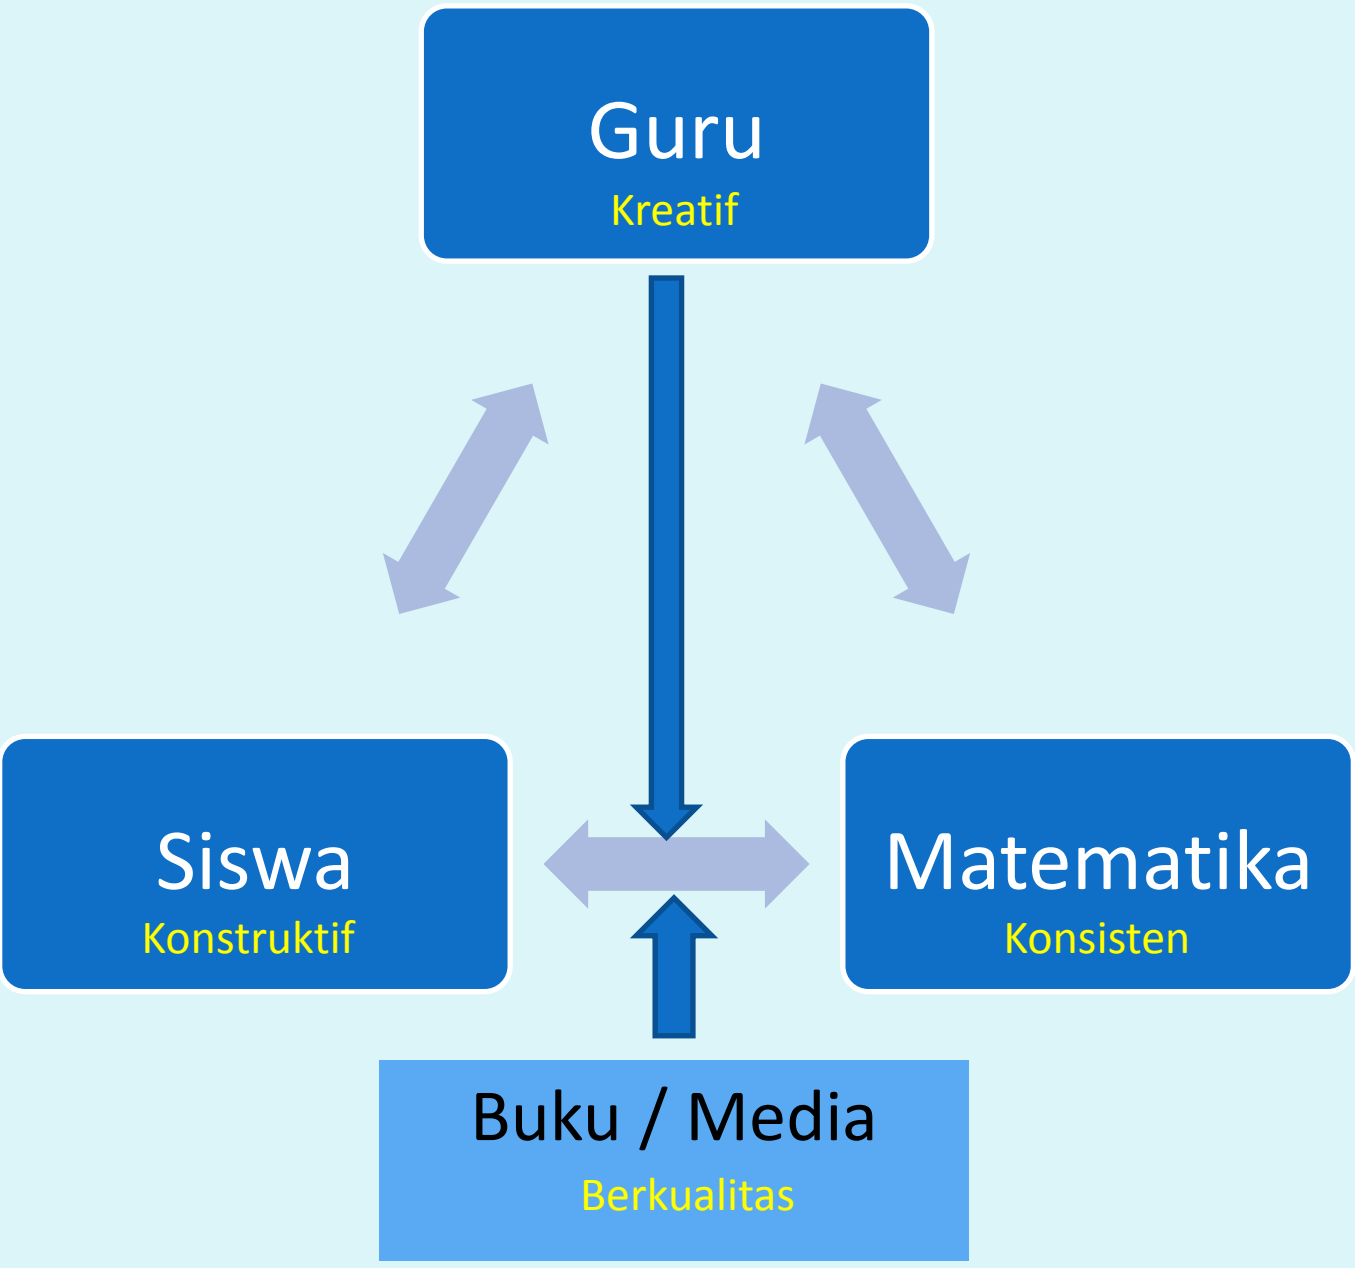 Guru
Kreatif
Siswa
Konstruktif
Matematika
Konsisten
Buku / Media
Berkualitas